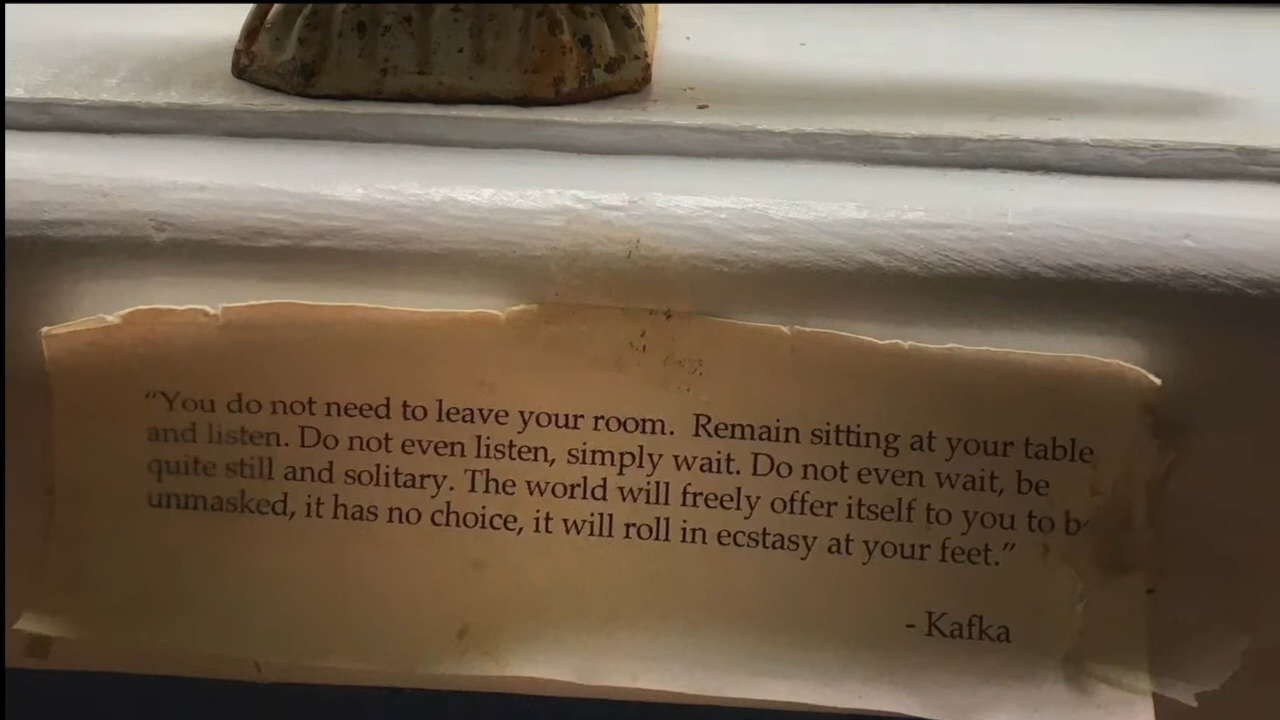 “You do not need to leave your room. Remain sitting at your table
and listen. Do not even listen, simply wait. Do not even wait, be
quite still and solitary. The world will freely offer itself to you to
unmasked, it has no choice, it will roll in ecstasy at your feet.”
- Kafka